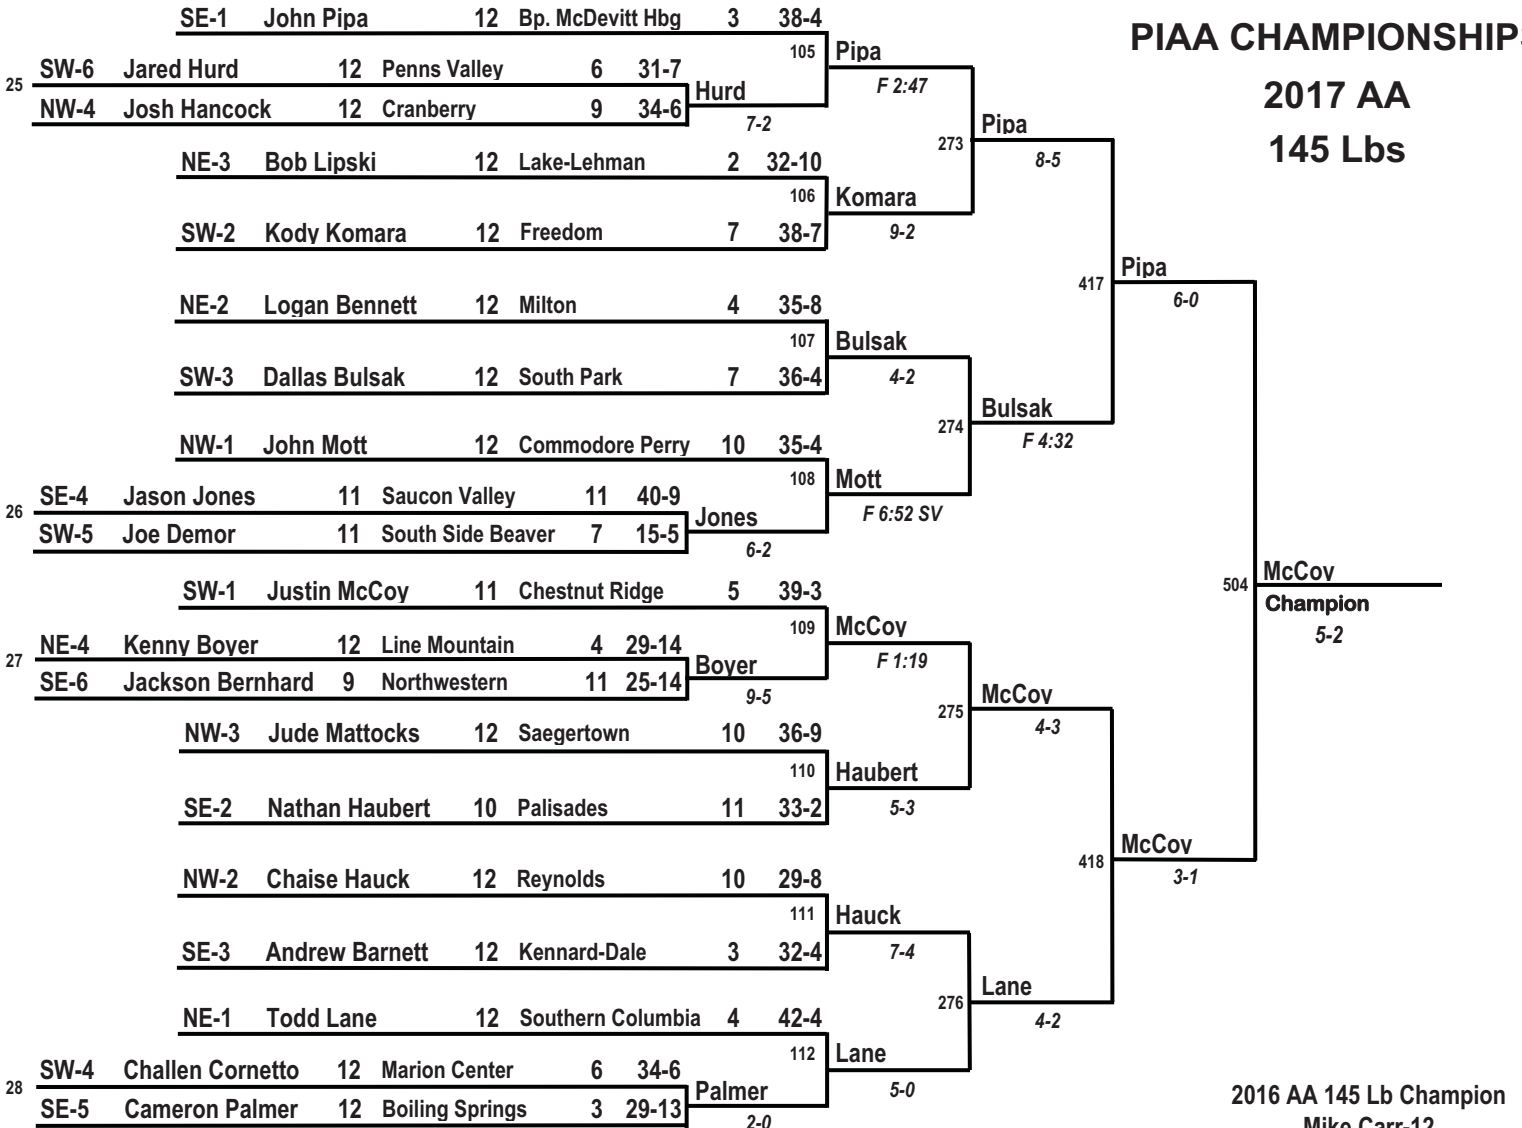 PIAA CHAMPIONSHIPS
2017 AA
145 Lbs
SE-1 John Pipa 12 Bp. McDevitt Hbg 3 38-4
105 Pipa
F 2:47
25 SW-6 Jared Hurd 12 Penns Valley 6 31-7
NW-4 Josh Hancock 12 Cranberry 9 34-6
Hurd
7-2
273 Pipa
8-5
NE-3 Bob Lipski 12 Lake-Lehman 2 32-10
106 Komara
9-2
SW-2 Kody Komara 12 Freedom 7 38-7
417 Pipa
6-0
NE-2 Logan Bennett 12 Milton 4 35-8
107 Bulsak
4-2
SW-3 Dallas Bulsak 12 South Park 7 36-4
274 Bulsak
F 4:32
NW-1 John Mott 12 Commodore Perry 10 35-4
108 Mott
F 6:52 SV
26 SE-4 Jason Jones 11 Saucon Valley 11 40-9
SW-5 Joe Demor 11 South Side Beaver 7 15-5
Jones
6-2
504 McCoy
Champion
5-2
SW-1 Justin McCoy 11 Chestnut Ridge 5 39-3
109 McCoy
F 1:19
27 NE-4 Kenny Boyer 12 Line Mountain 4 29-14
SE-6 Jackson Bernhard 9 Northwestern 11 25-14
Boyer
9-5
275 McCoy
4-3
NW-3 Jude Mattocks 12 Saegertown 10 36-9
110 Haubert
5-3
SE-2 Nathan Haubert 10 Palisades 11 33-2
418 McCoy
3-1
NW-2 Chaise Hauck 12 Reynolds 10 29-8
111 Hauck
7-4
SE-3 Andrew Barnett 12 Kennard-Dale 3 32-4
276 Lane
4-2
NE-1 Todd Lane 12 Southern Columbia 4 42-4
112 Lane
5-0
28 SW-4 Challen Cornetto 12 Marion Center 6 34-6
SE-5 Cameron Palmer 12 Boiling Springs 3 29-13
Palmer
2-0
2016 AA 145 Lb Champion
Mike Carr-12